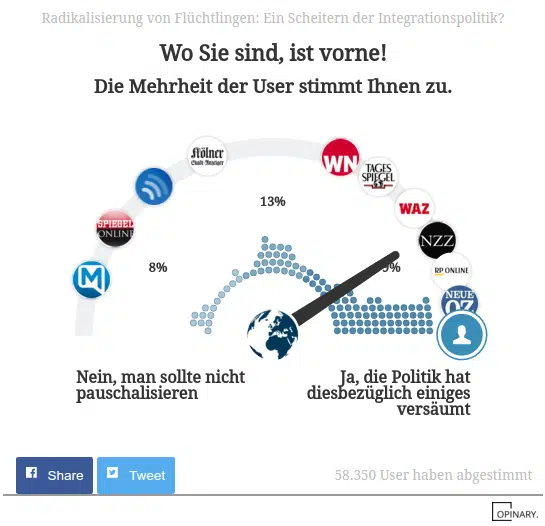 Radikalisierung von Flüchtlingen: Ein Scheitern der Integrationspolitik?
Wo Sie sind, ist vorne!
Die Mehrheit der User stimmt Ihnen zu.
Kölner
Stadt-Anzeiger
WN
TAGES
SPIEGEL
WAZ
13%
SPIEGEL
ONLINE
NZZ
8%
9%
RP ONLINE
M
NEUE
OZ
Nein, man sollte nicht
pauschalisieren
Ja, die Politik hat
diesbezüglich einiges
versäumt
Share
Tweet
58.350 User haben abgestimmt
OPINARY.